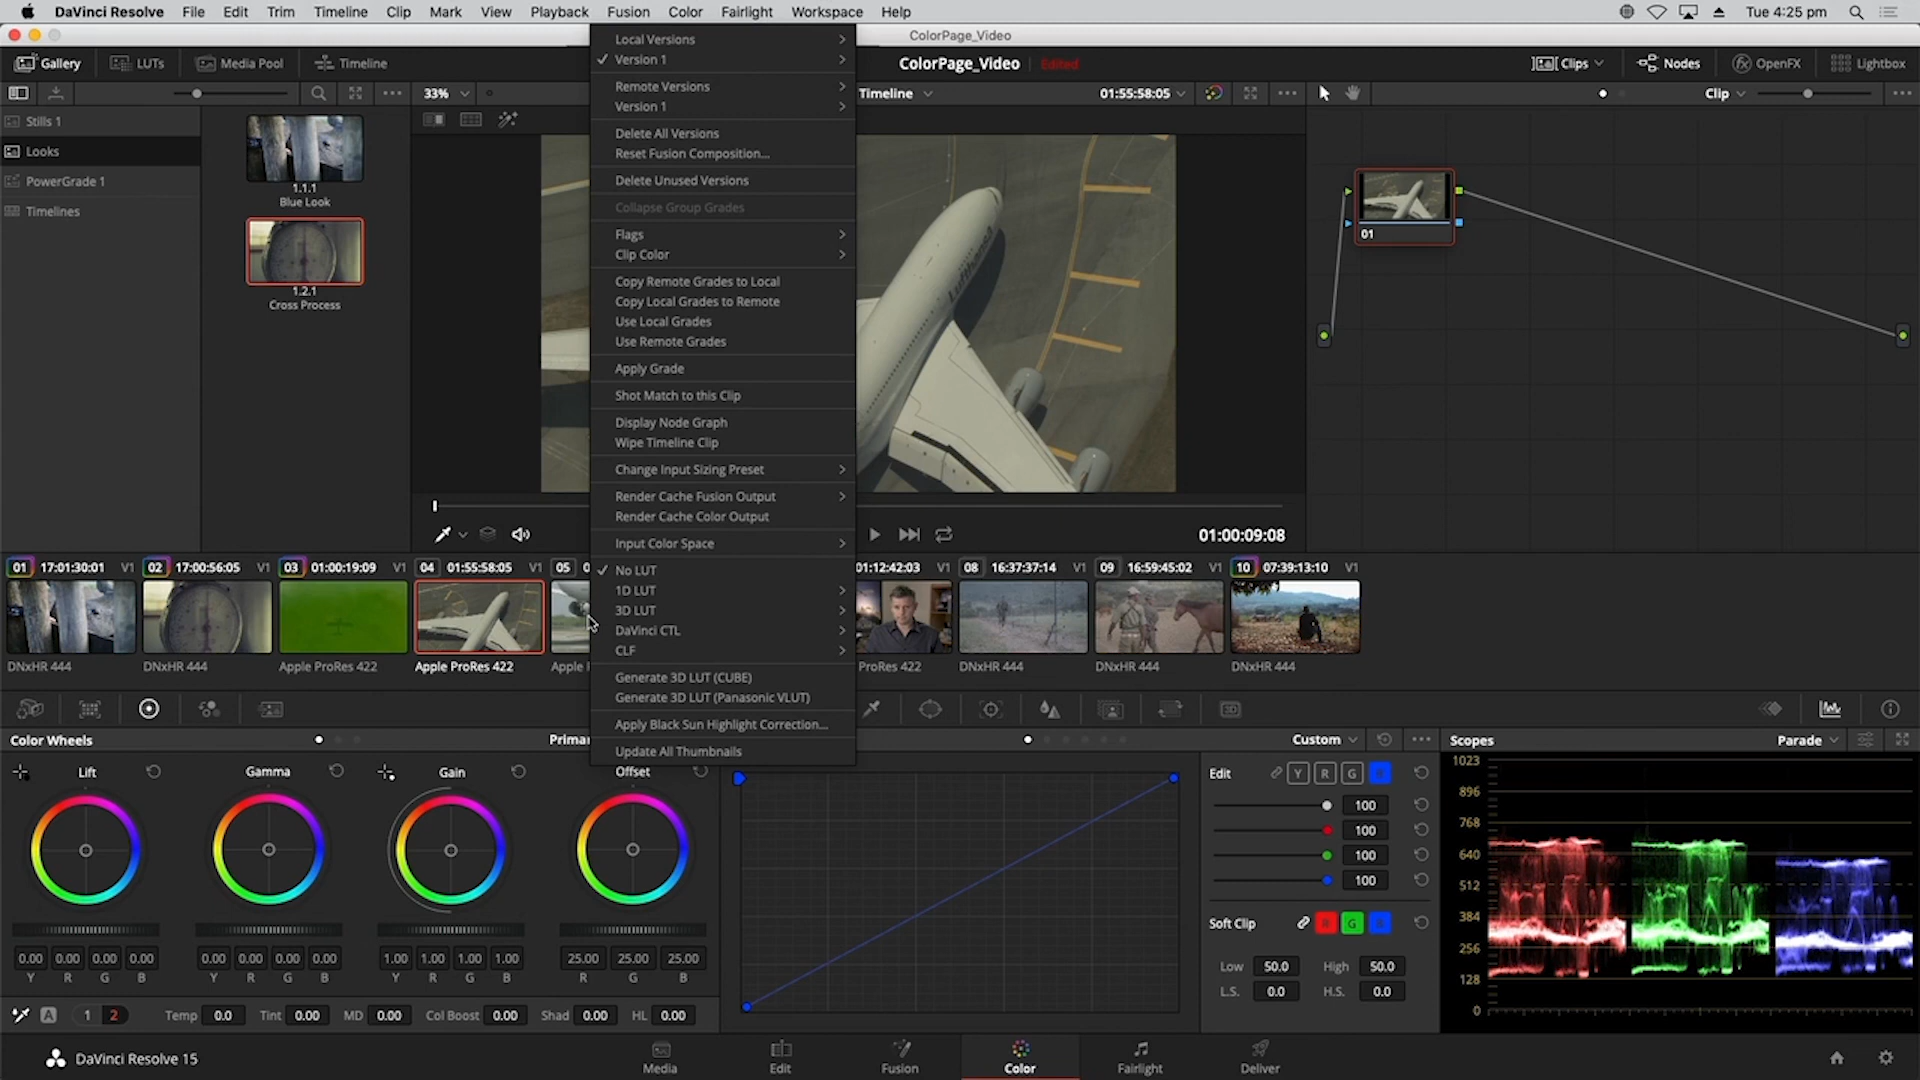 DaVinci Resolve File Edit Trim Timeline Clip Mark View Playback Fusion Color Fairlight Workspace Help Tue 4:25 pm
ColorPage_Video
Gallery LUTs Media Pool Timeline ColorPage_Video Edited Clips Nodes OpenFX Lightbox
33% Timeline 01:55:58:05 Clip
Stills 1
Looks
PowerGrade 1
Timelines
1.1.1
Blue Look
1.2.1
Cross Process
Local Versions
Version 1
Remote Versions
Version 1
Delete All Versions
Reset Fusion Composition...
Delete Unused Versions
Collapse Group Grades
Flags
Clip Color
Copy Remote Grades to Local
Copy Local Grades to Remote
Use Local Grades
Use Remote Grades
Apply Grade
Shot Match to this Clip
Display Node Graph
Wipe Timeline Clip
Change Input Sizing Preset
Render Cache Fusion Output
Render Cache Color Output
Input Color Space
No LUT
1D LUT
3D LUT
DaVinci CTL
CLF
Generate 3D LUT (CUBE)
Generate 3D LUT (Panasonic VLUT)
Apply Black Sun Highlight Correction...
Update All Thumbnails
Lufthansa
01
01:00:09:08
01 17:01:30:01 V1 02 17:00:56:05 V1 03 01:00:19:09 V1 04 01:55:58:05 V1 05 0 01:12:42:03 V1 08 16:37:37:14 V1 09 16:59:45:02 V1 10 07:39:13:10 V1
DNxHR 444 DNxHR 444 Apple ProRes 422 Apple ProRes 422 Apple ProRes 422 DNxHR 444 DNxHR 444 DNxHR 444
Color Wheels Primar Custom Scopes Parade
Lift Gamma Gain Offset
0.00 0.00 0.00 0.00 0.00 0.00 0.00 0.00 1.00 1.00 1.00 1.00 25.00 25.00 25.00
Y R G B Y R G B Y R G B R G B
A 1 2 Temp 0.0 Tint 0.00 MD 0.00 Col Boost 0.00 Shad 0.00 HL 0.00
Edit Y R G
100
100
100
100
Soft Clip G
Low 50.0 High 50.0
L.S. 0.0 H.S. 0.0
1023
896
768
640
512
384
256
128
0
DaVinci Resolve 15 Media Edit Fusion Color Fairlight Deliver